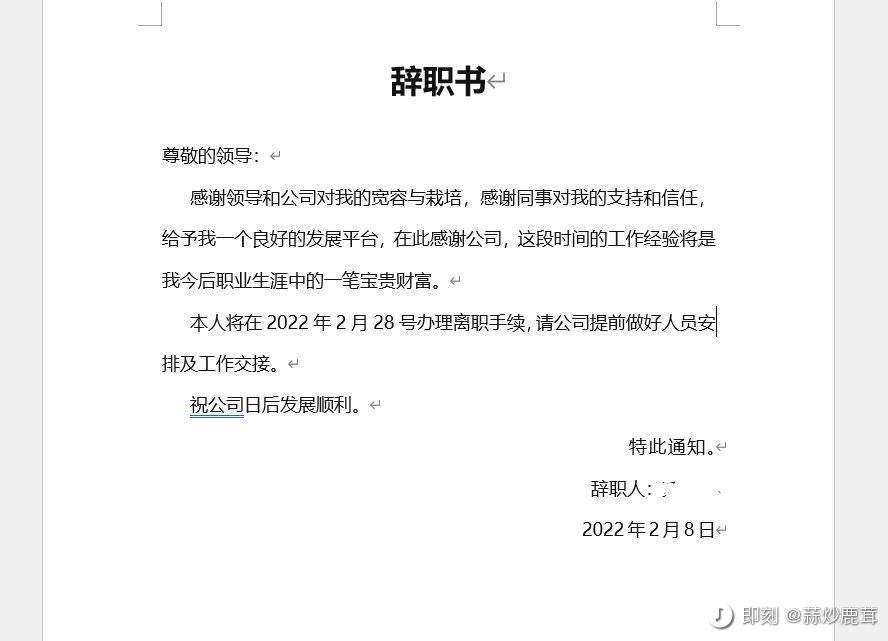 辞职书
尊敬的领导：
感谢领导和公司对我的宽容与栽培，感谢同事对我的支持和信任，
给予我一个良好的发展平台，在此感谢公司，这段时间的工作经验将是
我今后职业生涯中的一笔宝贵财富。
本人将在 2022 年 2 月 28 号办理离职手续，请公司提前做好人员安
排及工作交接。
祝公司日后发展顺利。
特此通知。
辞职人：
2022 年 2 月 8 日
即刻 @蒜炒鹿茸